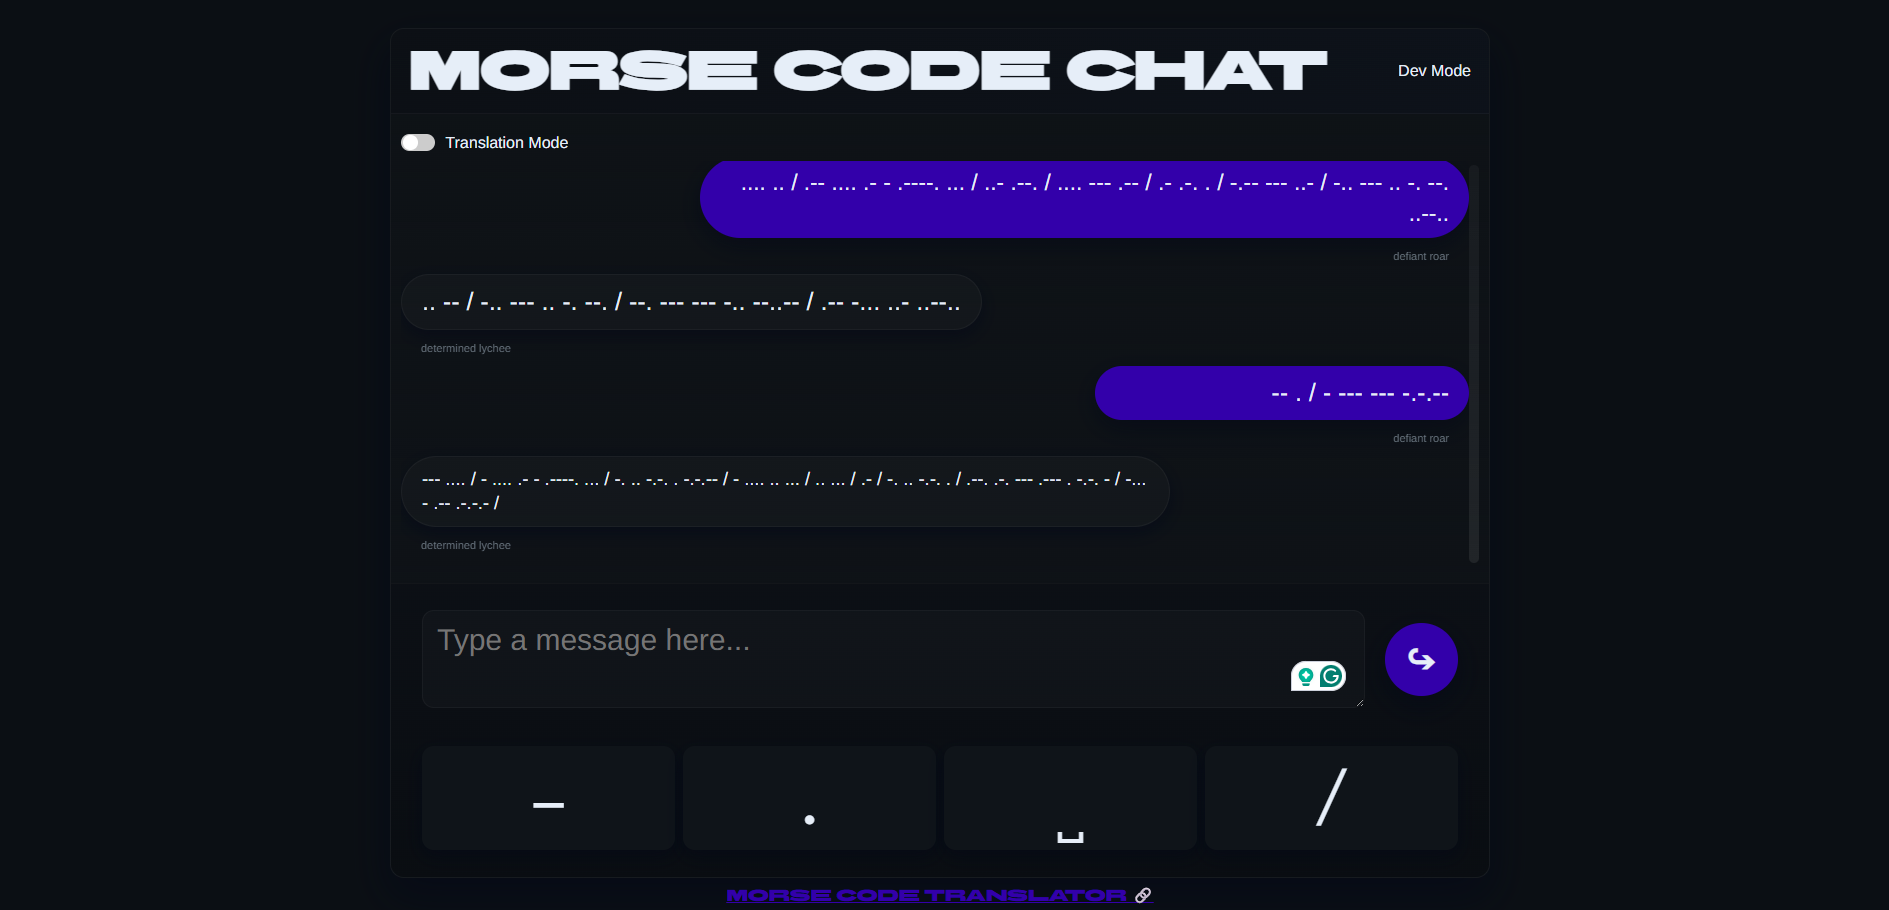 MORSE CODE CHAT
Dev Mode
Translation Mode
.... .. / .-- .... .- - .----. ... / ..- .--. / .... --- .-- / .- .-. . / -.-- --- ..- / -.. --- .. -. --.
..--..
defiant roar
.. -- / -.. --- .. -. --. / --. --- --- -.. --..-- / .-- -... ..- ..--..
determined lychee
-- . / - --- --- -.-.--
defiant roar
--- .... / - .... .- - .----. ... / -. .. -.-. . -.-.-- / - .... .. ... / .. ... / .- / -. .. -.-. . / .--. .-. --- .--- . -.-. - / -...
- .-- .-.-.- /
determined lychee
Type a message here...
–
.
␣
/
MORSE CODE TRANSLATOR 🔗